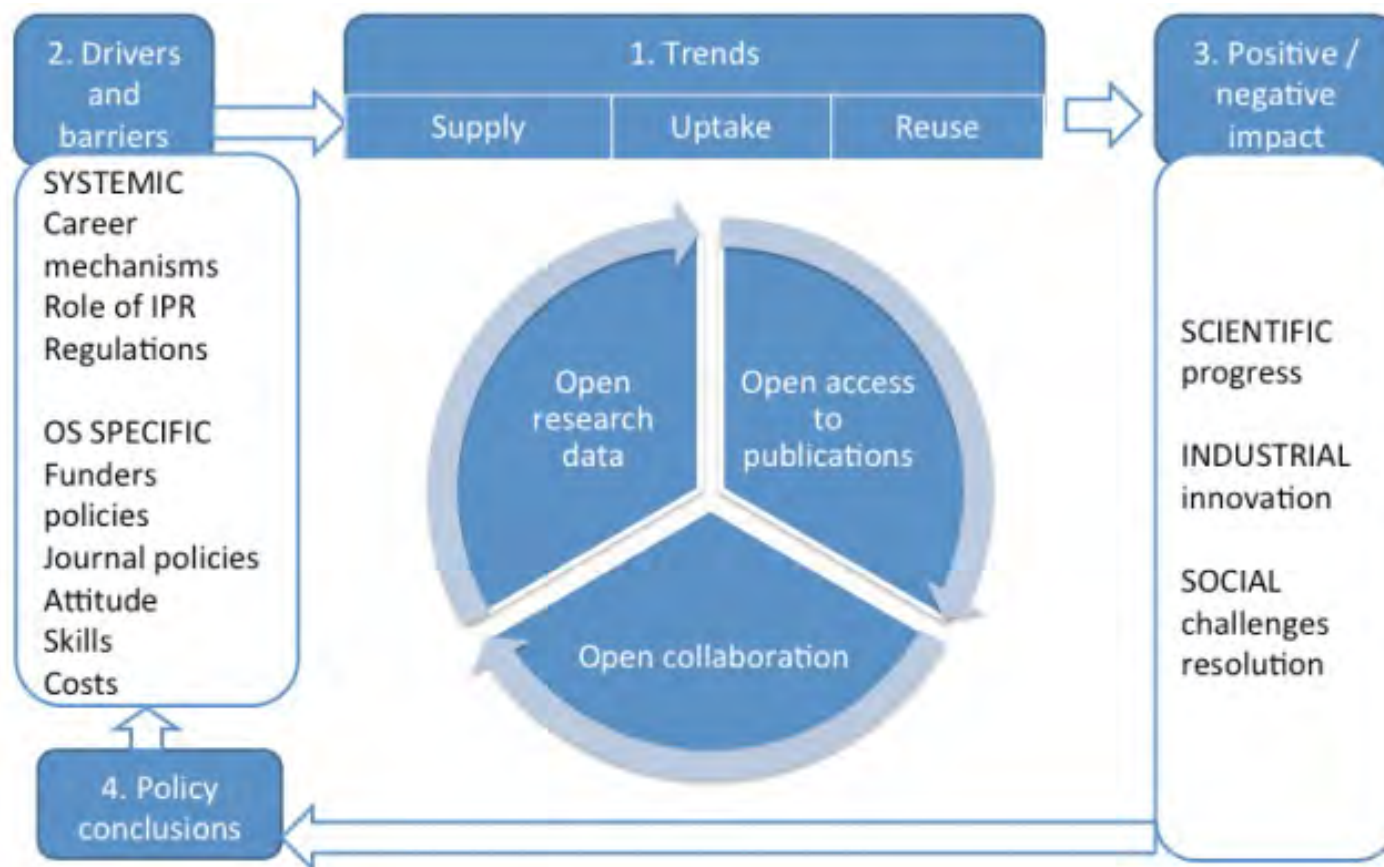 2. Drivers
and
barriers
SYSTEMIC
Career
mechanisms
Role of IPR
Regulations
OS SPECIFIC
Funders
policies
Journal policies
Attitude
Skills
Costs
1. Trends
Supply
Uptake
Reuse
Open
research
data
Open access
to
publications
Open collaboration
3. Positive /
negative
impact
SCIENTIFIC
progress
INDUSTRIAL
innovation
SOCIAL
challenges
resolution
4. Policy
conclusions